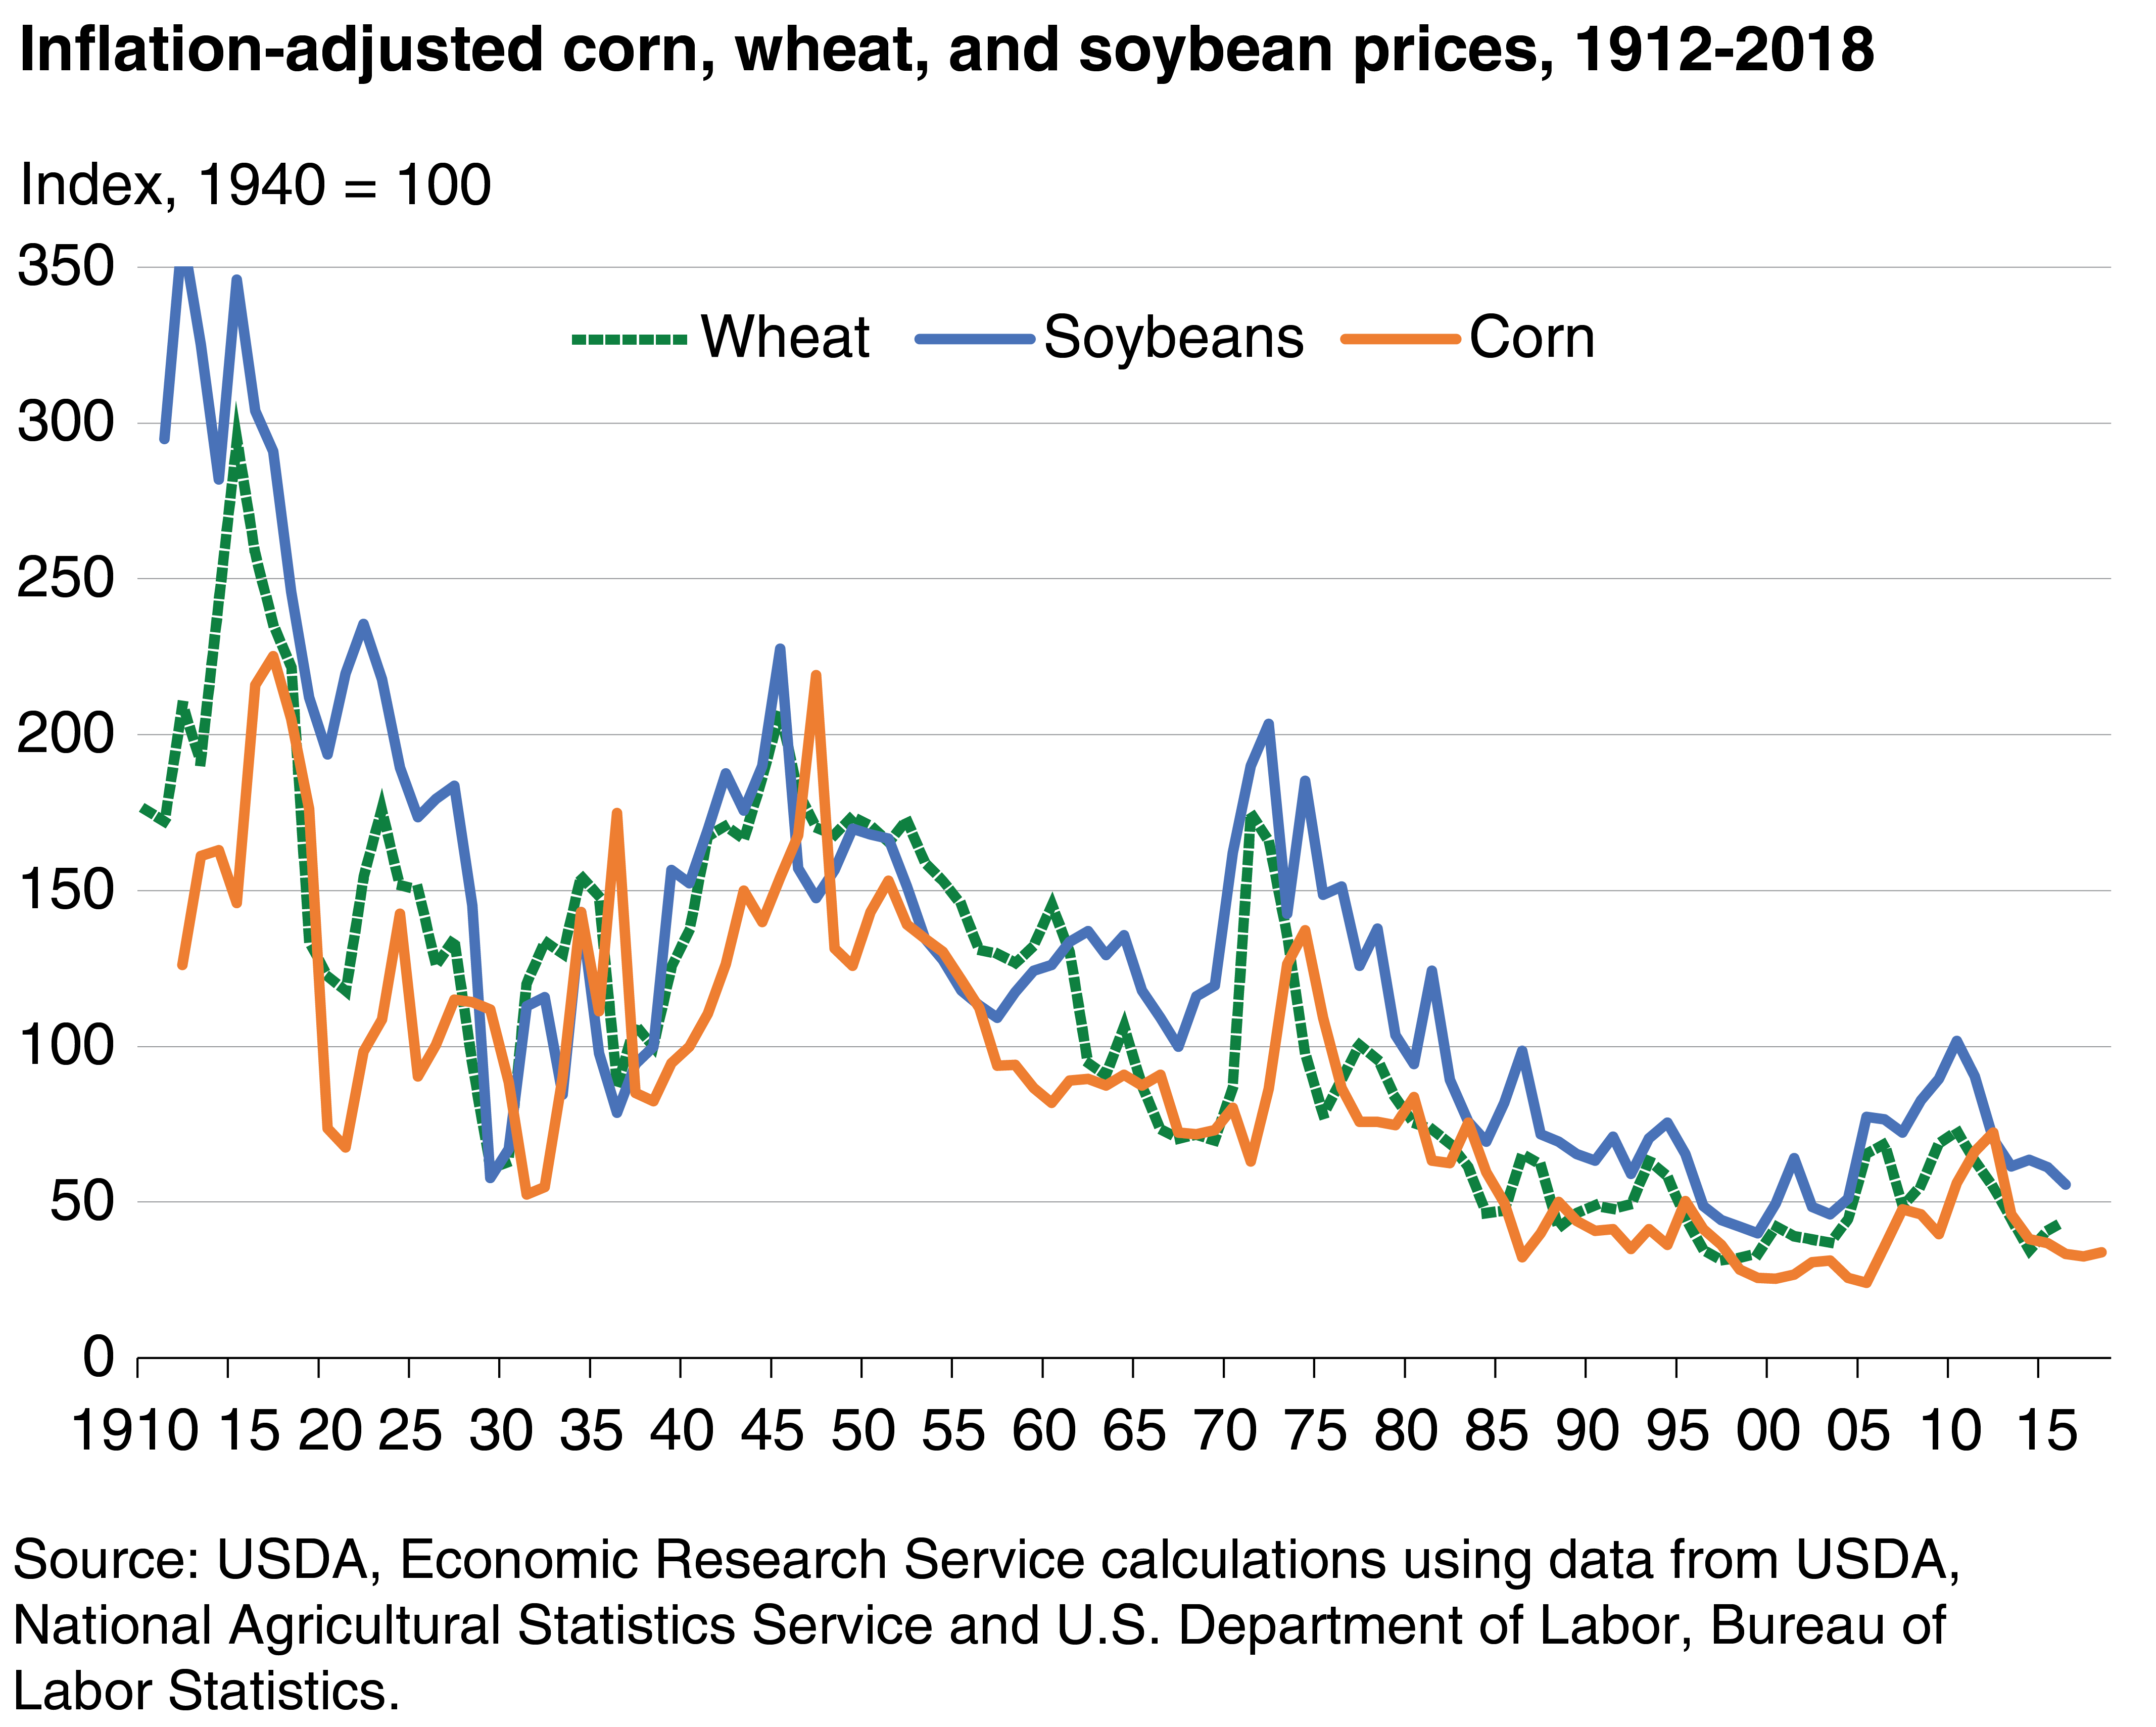 Inflation-adjusted corn, wheat, and soybean prices, 1912-2018
Index, 1940 = 100
350
300
250
200
150
100
50
0
Wheat Soybeans Corn
1910 15 20 25 30 35 40 45 50 55 60 65 70 75 80 85 90 95 00 05 10 15
Source: USDA, Economic Research Service calculations using data from USDA,
National Agricultural Statistics Service and U.S. Department of Labor, Bureau of
Labor Statistics.